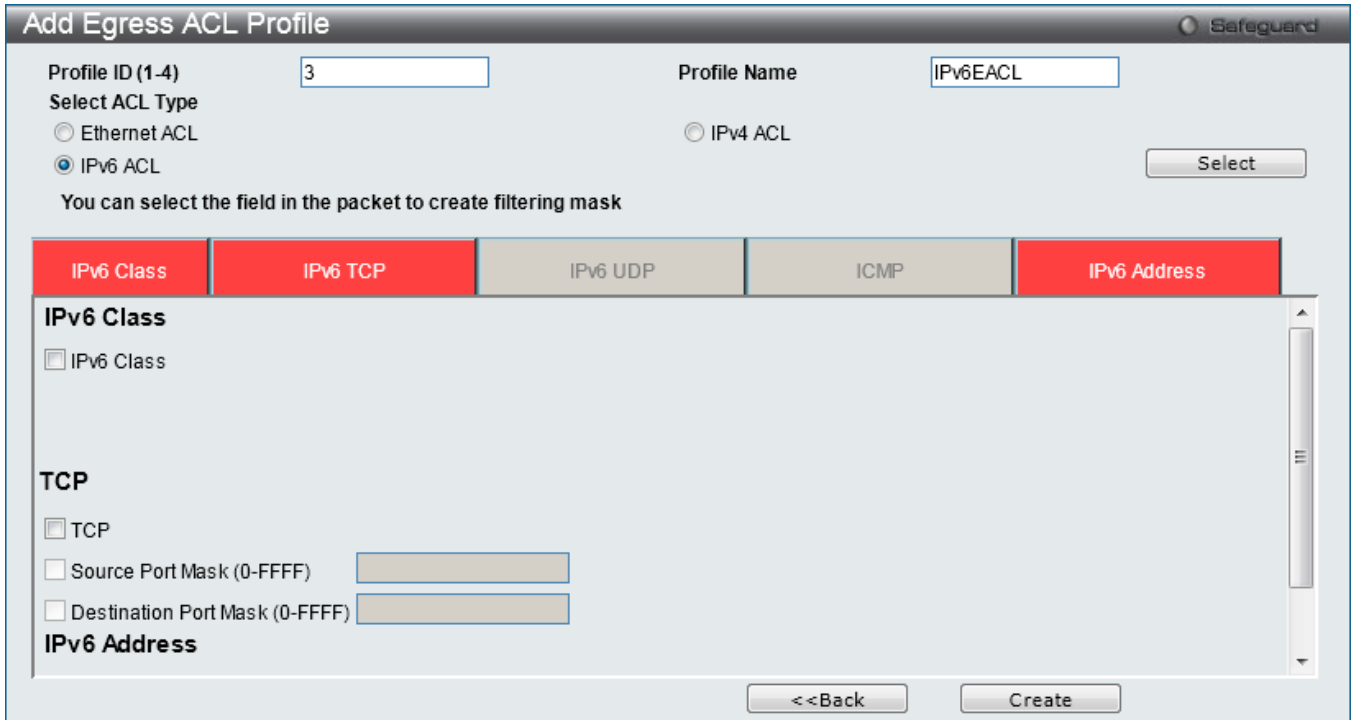 Add Egress ACL Profile Safeguard
Profile ID (1-4) 3 Profile Name IPv6EACL
Select ACL Type
Ethernet ACL IPv4 ACL
IPv6 ACL Select
You can select the field in the packet to create filtering mask
IPv6 Class IPv6 TCP IPv6 UDP ICMP IPv6 Address
IPv6 Class
IPv6 Class
TCP
TCP
Source Port Mask (0-FFFF)
Destination Port Mask (0-FFFF)
IPv6 Address
<<Back Create